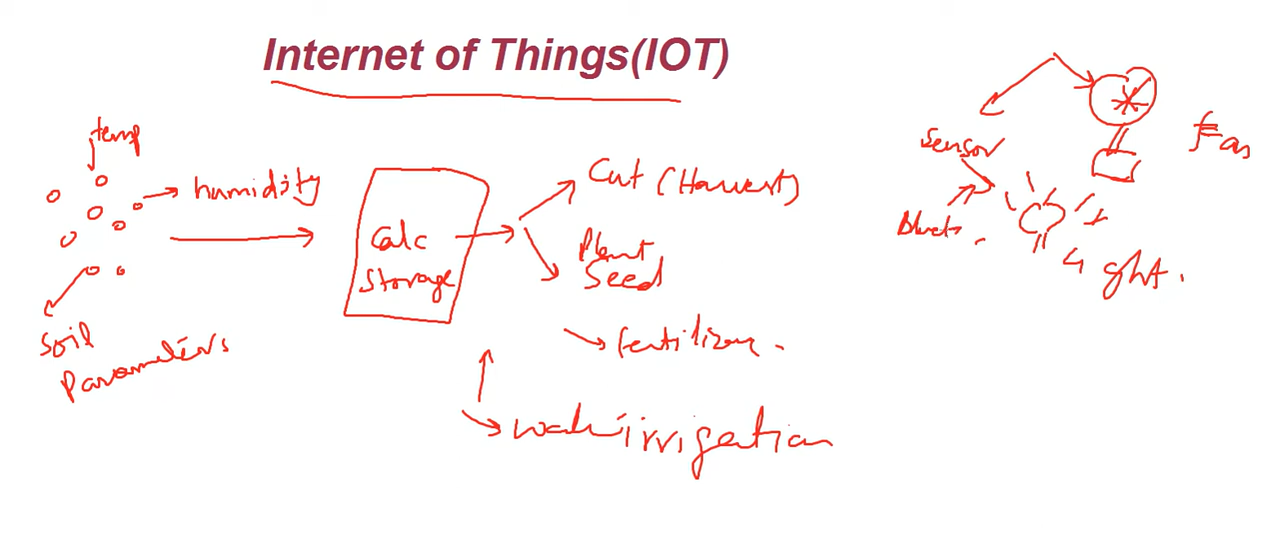 Internet of Things(IOT)
temp
humidity
Soil
Parameters
Calc
Storage
Cut (Harvest)
Plant
Seed
fertilizer.
water irrigation
Sensor
Fan
Light.